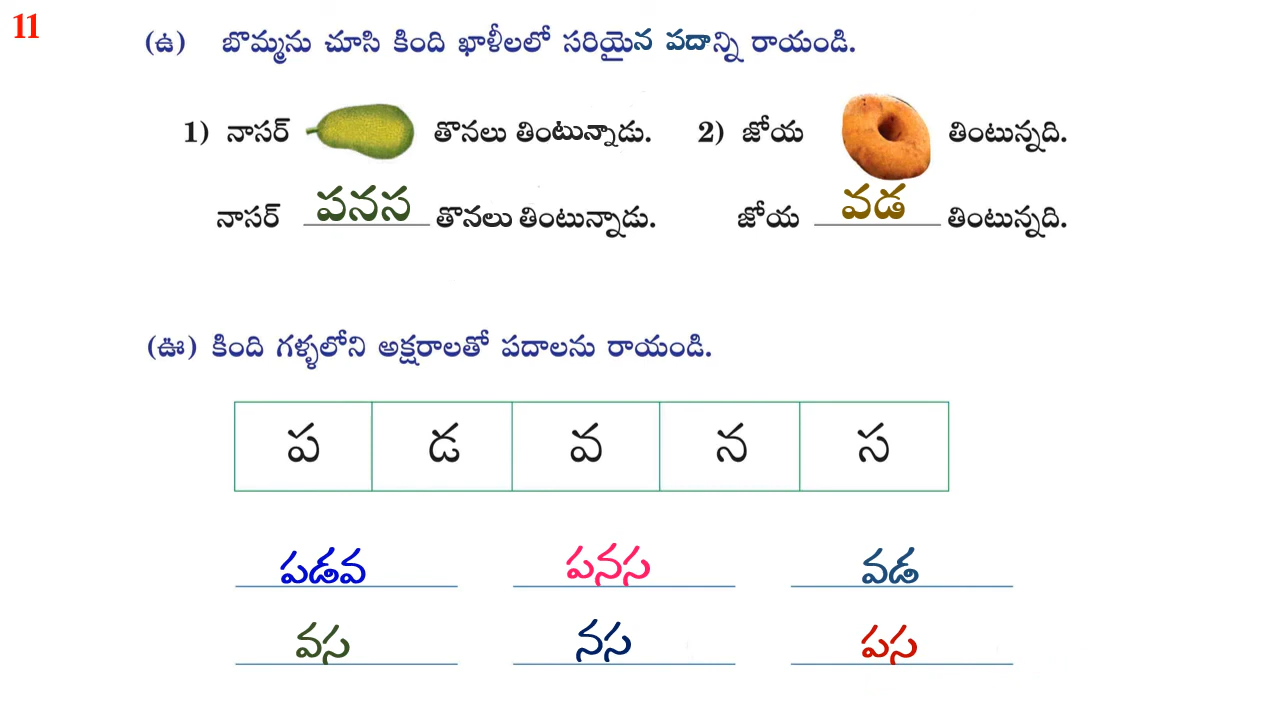 11
(ఉ) బొమ్మను చూసి కింది ఖాళీలలో సరియైన పదాన్ని రాయండి.
1) నాసర్ తొనలు తింటున్నాడు. 2) జోయ తింటున్నది.
నాసర్ పనస తొనలు తింటున్నాడు. జోయ వడ తింటున్నది.
(ఊ) కింది గళ్ళలోని అక్షరాలతో పదాలను రాయండి.
ప డ వ న స
పడవ పనస వడ
వస నస పస